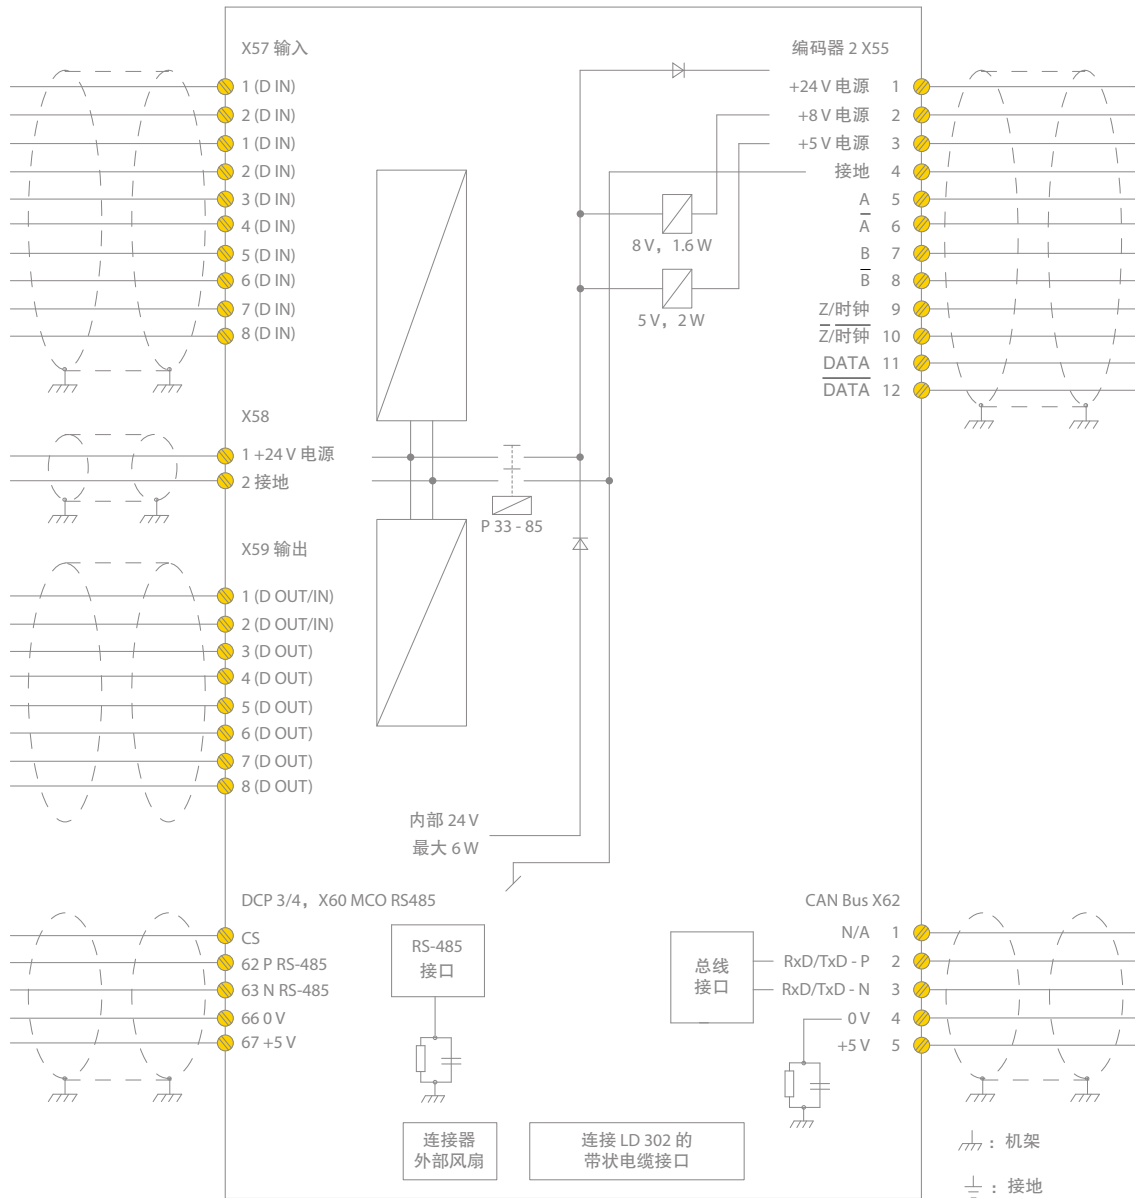 X57 输入
1 (D IN)
2 (D IN)
1 (D IN)
2 (D IN)
3 (D IN)
4 (D IN)
5 (D IN)
6 (D IN)
7 (D IN)
8 (D IN)
X58
1 +24 V 电源
2 接地
P 33 - 85
X59 输出
1 (D OUT/IN)
2 (D OUT/IN)
3 (D OUT)
4 (D OUT)
5 (D OUT)
6 (D OUT)
7 (D OUT)
8 (D OUT)
编码器 2 X55
+24 V 电源 1
+8 V 电源 2
+5 V 电源 3
接地 4
A 5
A̅ 6
B 7
B̅ 8
Z/时钟 9
Z̅/时̅钟̅ 10
DATA 11
D̅A̅T̅A̅ 12
8 V，1.6 W
5 V，2 W
内部 24 V
最大 6 W
DCP 3/4，X60 MCO RS485
CS
62 P RS-485
63 N RS-485
66 0 V
67 +5 V
RS-485
接口
CAN Bus X62
N/A 1
RxD/TxD - P 2
RxD/TxD - N 3
0 V 4
+5 V 5
总线
接口
连接器
外部风扇
连接 LD 302 的
带状电缆接口
：机架
：接地